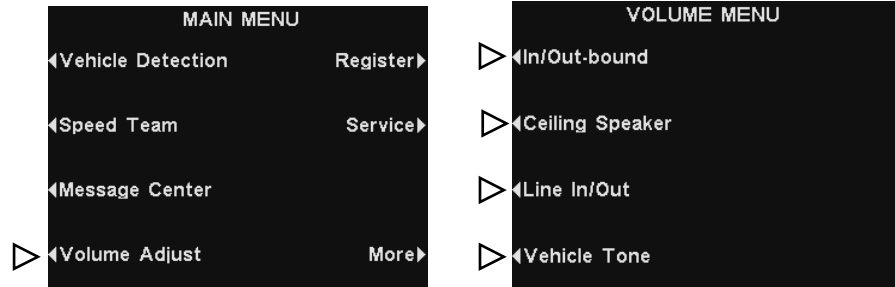 MAIN MENU
Vehicle Detection Register
Speed Team Service
Message Center
Volume Adjust More
VOLUME MENU
In/Out-bound
Ceiling Speaker
Line In/Out
Vehicle Tone